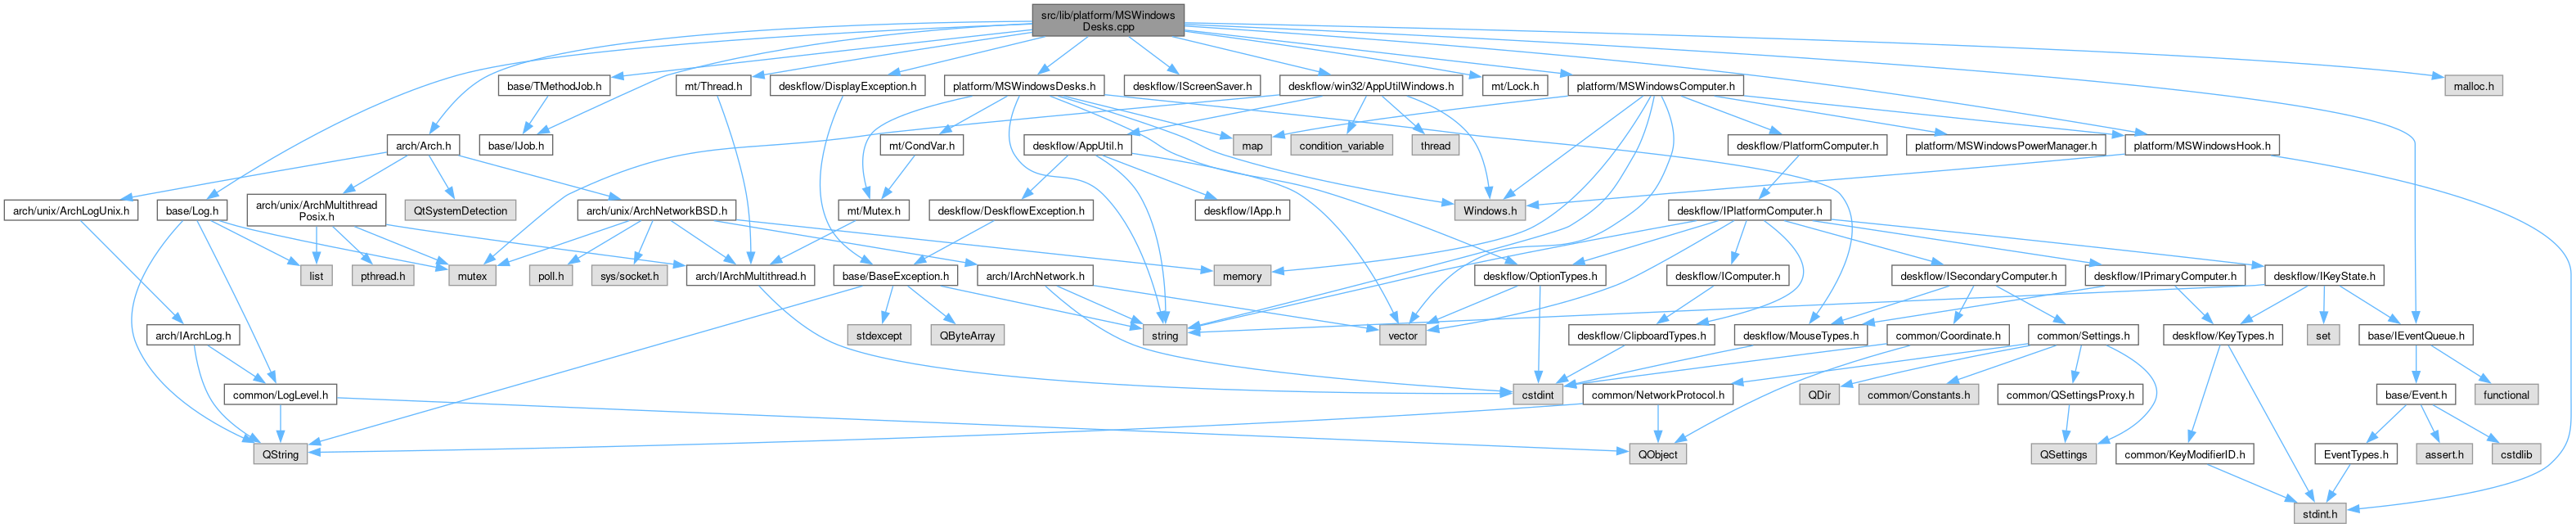 src/lib/platform/MSWindows
Desks.cpp
base/TMethodJob.h
mt/Thread.h
deskflow/DisplayException.h
platform/MSWindowsDesks.h
deskflow/IScreenSaver.h
deskflow/win32/AppUtilWindows.h
mt/Lock.h
platform/MSWindowsComputer.h
malloc.h
arch/Arch.h
base/IJob.h
mt/CondVar.h
deskflow/AppUtil.h
map
condition_variable
thread
deskflow/PlatformComputer.h
platform/MSWindowsPowerManager.h
platform/MSWindowsHook.h
arch/unix/ArchLogUnix.h
base/Log.h
arch/unix/ArchMultithread
Posix.h
QtSystemDetection
arch/unix/ArchNetworkBSD.h
mt/Mutex.h
deskflow/DeskflowException.h
deskflow/IApp.h
Windows.h
deskflow/IPlatformComputer.h
list
pthread.h
mutex
poll.h
sys/socket.h
arch/IArchMultithread.h
base/BaseException.h
arch/IArchNetwork.h
memory
deskflow/OptionTypes.h
deskflow/IComputer.h
deskflow/ISecondaryComputer.h
deskflow/IPrimaryComputer.h
deskflow/IKeyState.h
arch/IArchLog.h
stdexcept
QByteArray
string
vector
deskflow/ClipboardTypes.h
deskflow/MouseTypes.h
common/Coordinate.h
common/Settings.h
deskflow/KeyTypes.h
set
base/IEventQueue.h
common/LogLevel.h
cstdint
common/NetworkProtocol.h
QDir
common/Constants.h
common/QSettingsProxy.h
base/Event.h
functional
QString
QObject
QSettings
common/KeyModifierID.h
EventTypes.h
assert.h
cstdlib
stdint.h